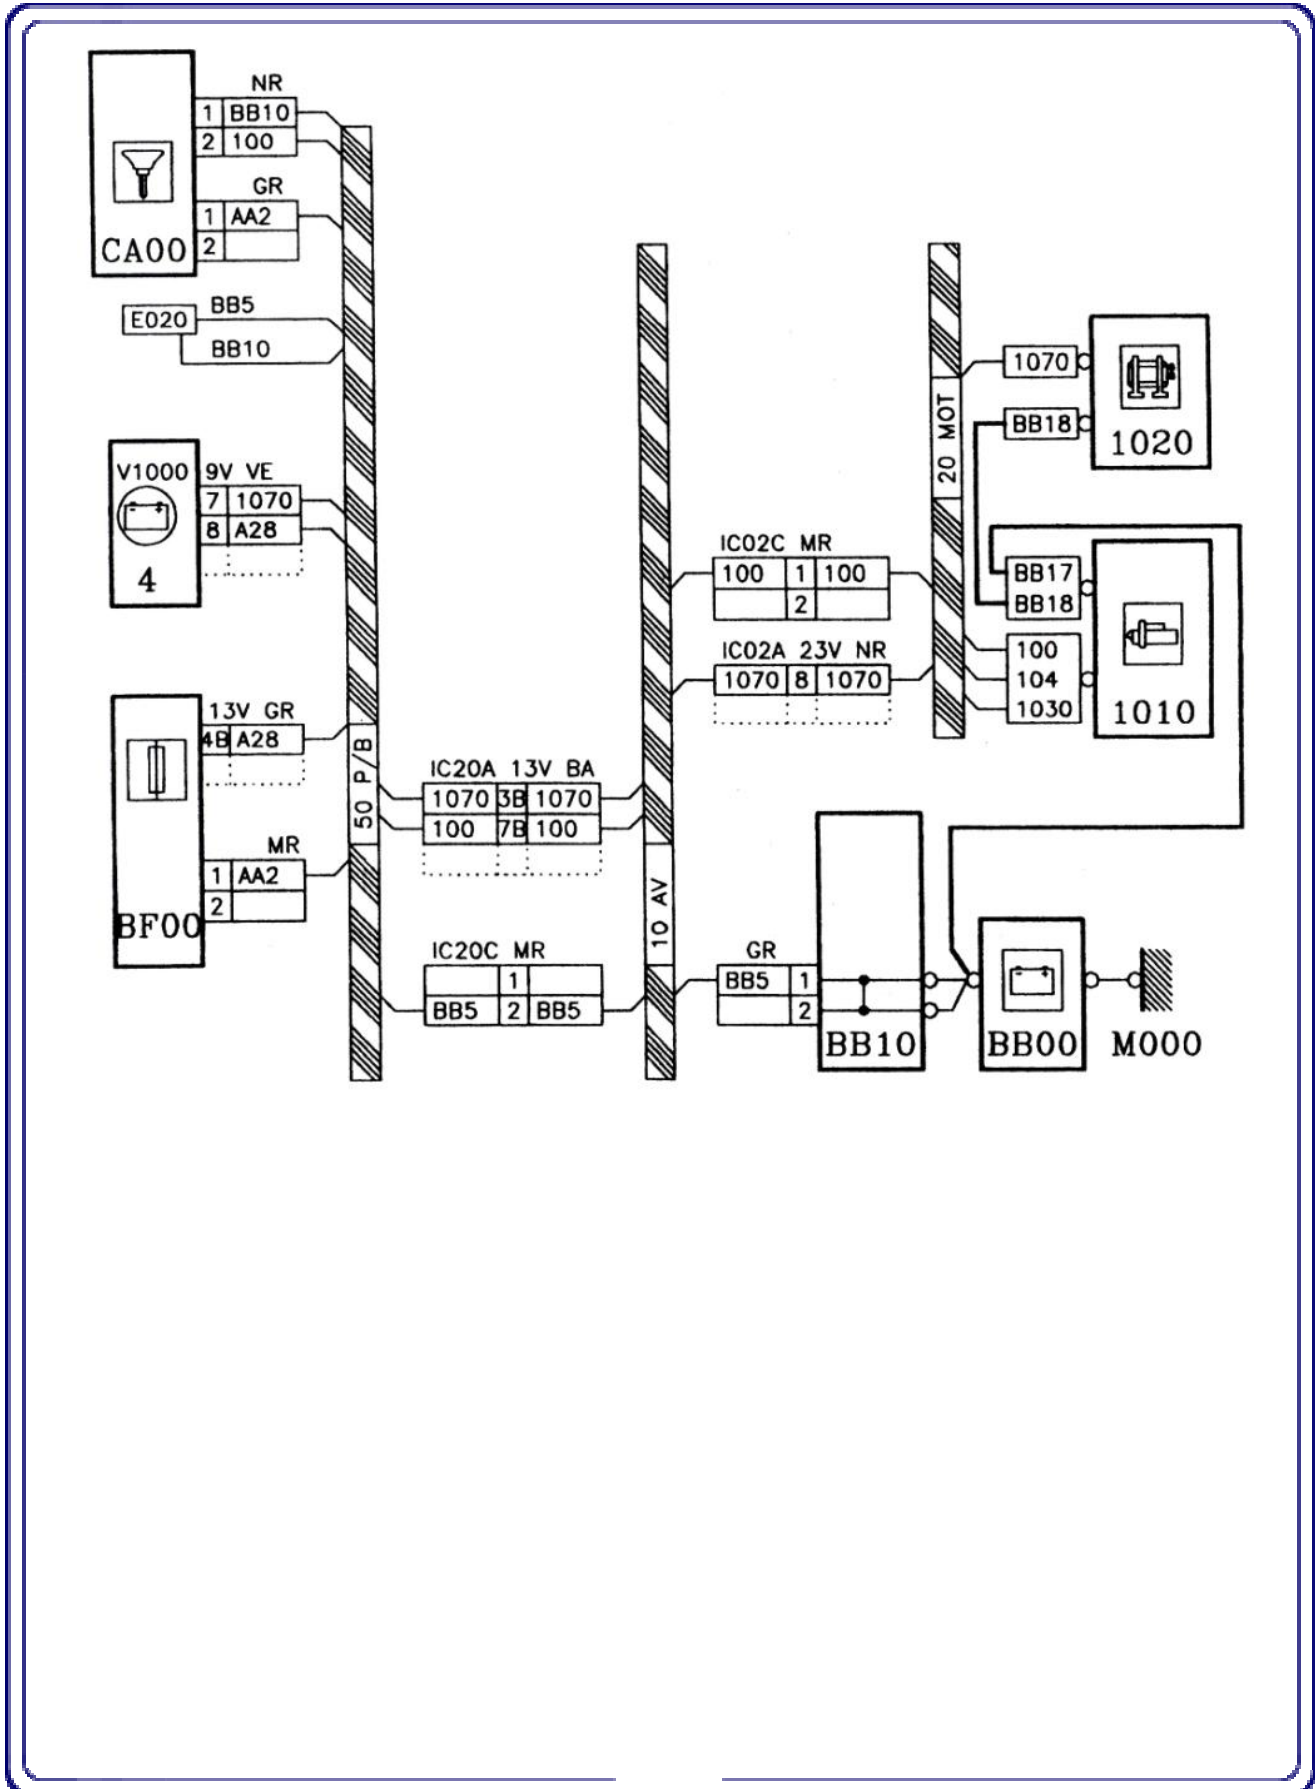 NR
1 BB10
2 100
GR
1 AA2
2
CA00
BB5
E020
BB10
V1000 9V VE
7 1070
8 A28
4
13V GR
4B A28
MR
1 AA2
2
BF00
50 P/B
IC20A 13V BA
1070 3B 1070
100 7B 100
IC20C MR
1
BB5 2 BB5
10 AV
IC02C MR
100 1 100
2
IC02A 23V NR
1070 8 1070
20 MOT
1070
BB18
1020
BB17
BB18
100
104
1030
1010
GR
BB5 1
2
BB10
BB00
M000